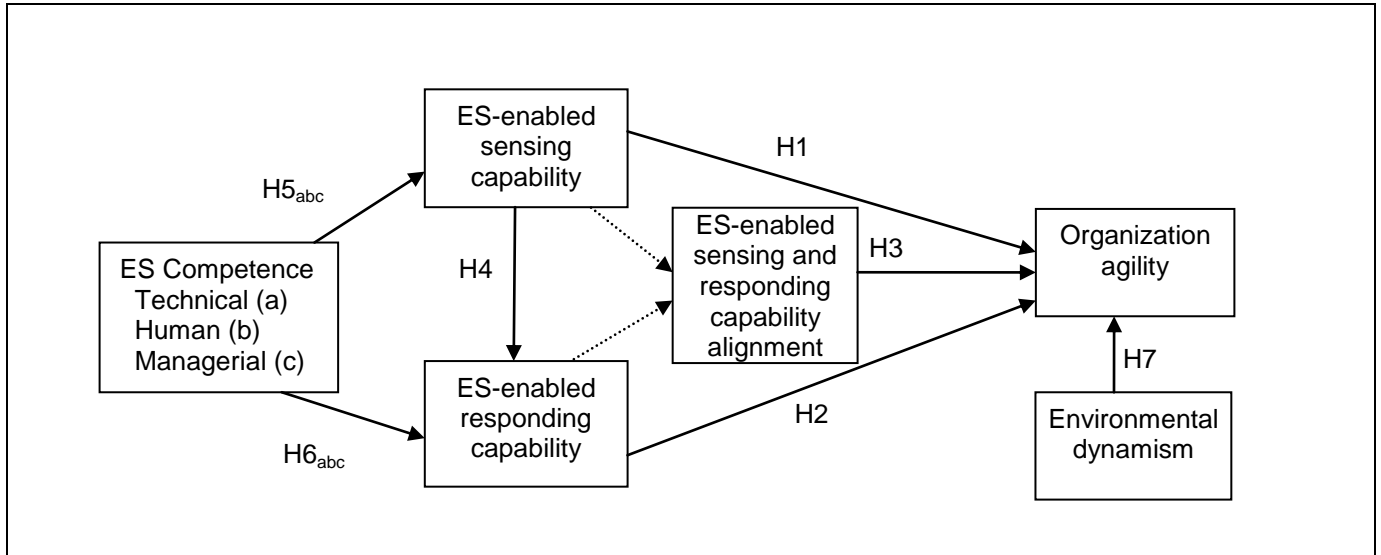 ES-enabled
sensing
capability
H1
H5abc
ES-enabled
sensing and
responding
capability
alignment
Organization
agility
H3
H4
ES Competence
Technical (a)
Human (b)
Managerial (c)
H7
ES-enabled
responding
capability
H2
Environmental
dynamism
H6abc